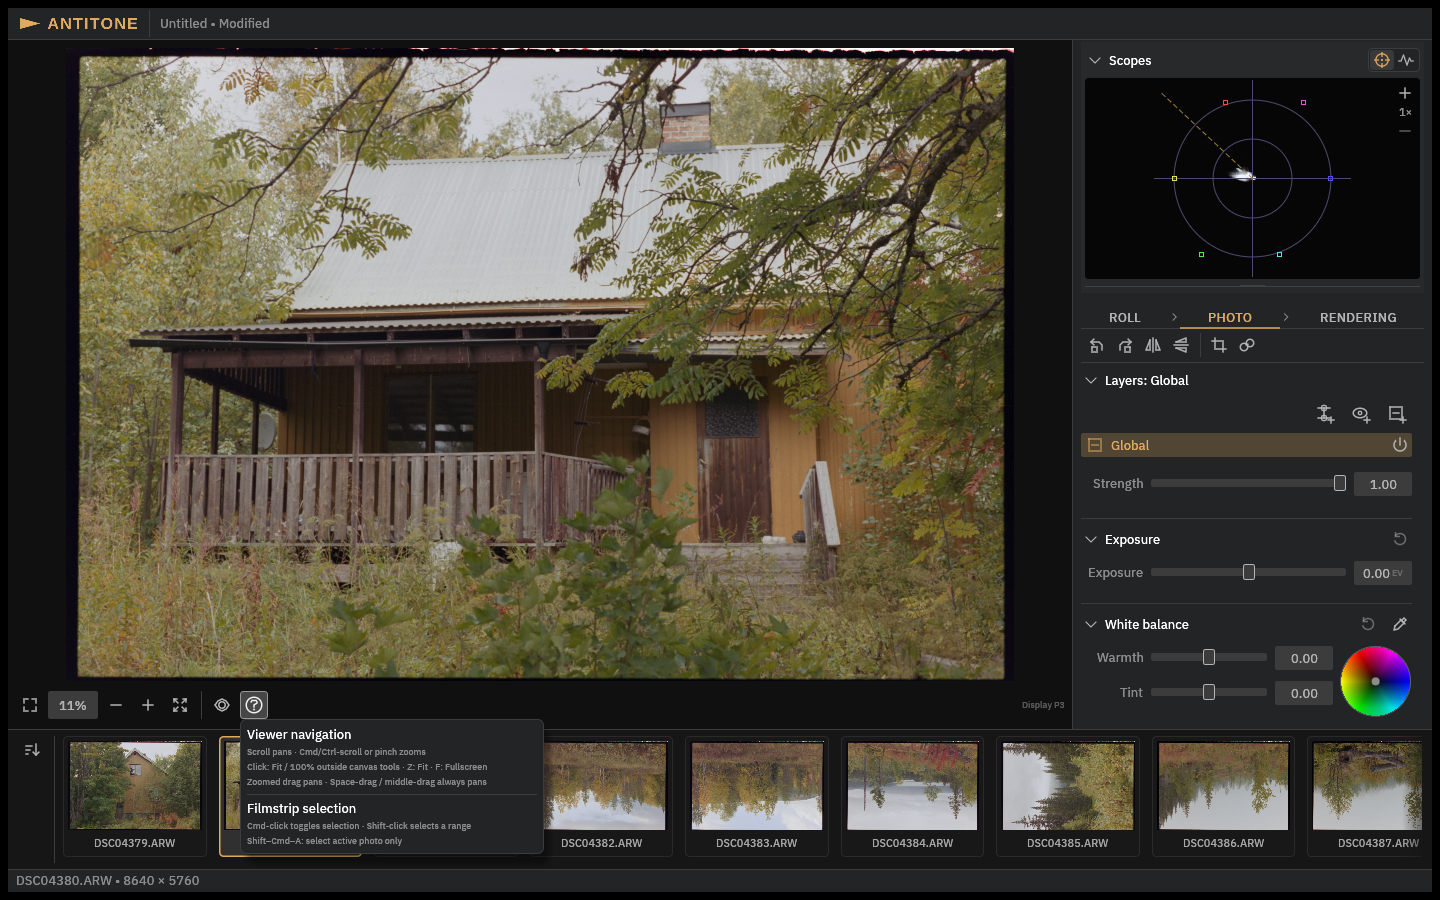 ANTITONE
Untitled • Modified
Scopes
1×
ROLL
PHOTO
RENDERING
Layers: Global
Global
Strength
1.00
Exposure
Exposure
0.00 EV
White balance
Warmth
0.00
Tint
0.00
11%
Display P3
Viewer navigation
Scroll pans · Cmd/Ctrl-scroll or pinch zooms
Click: Fit / 100% outside canvas tools · Z: Fit · F: Fullscreen
Zoomed drag pans · Space-drag / middle-drag always pans
Filmstrip selection
Cmd-click toggles selection · Shift-click selects a range
Shift–Cmd–A: select active photo only
DSC04379.ARW
DSC04382.ARW
DSC04383.ARW
DSC04384.ARW
DSC04385.ARW
DSC04386.ARW
DSC04387.ARW
DSC04380.ARW • 8640 × 5760